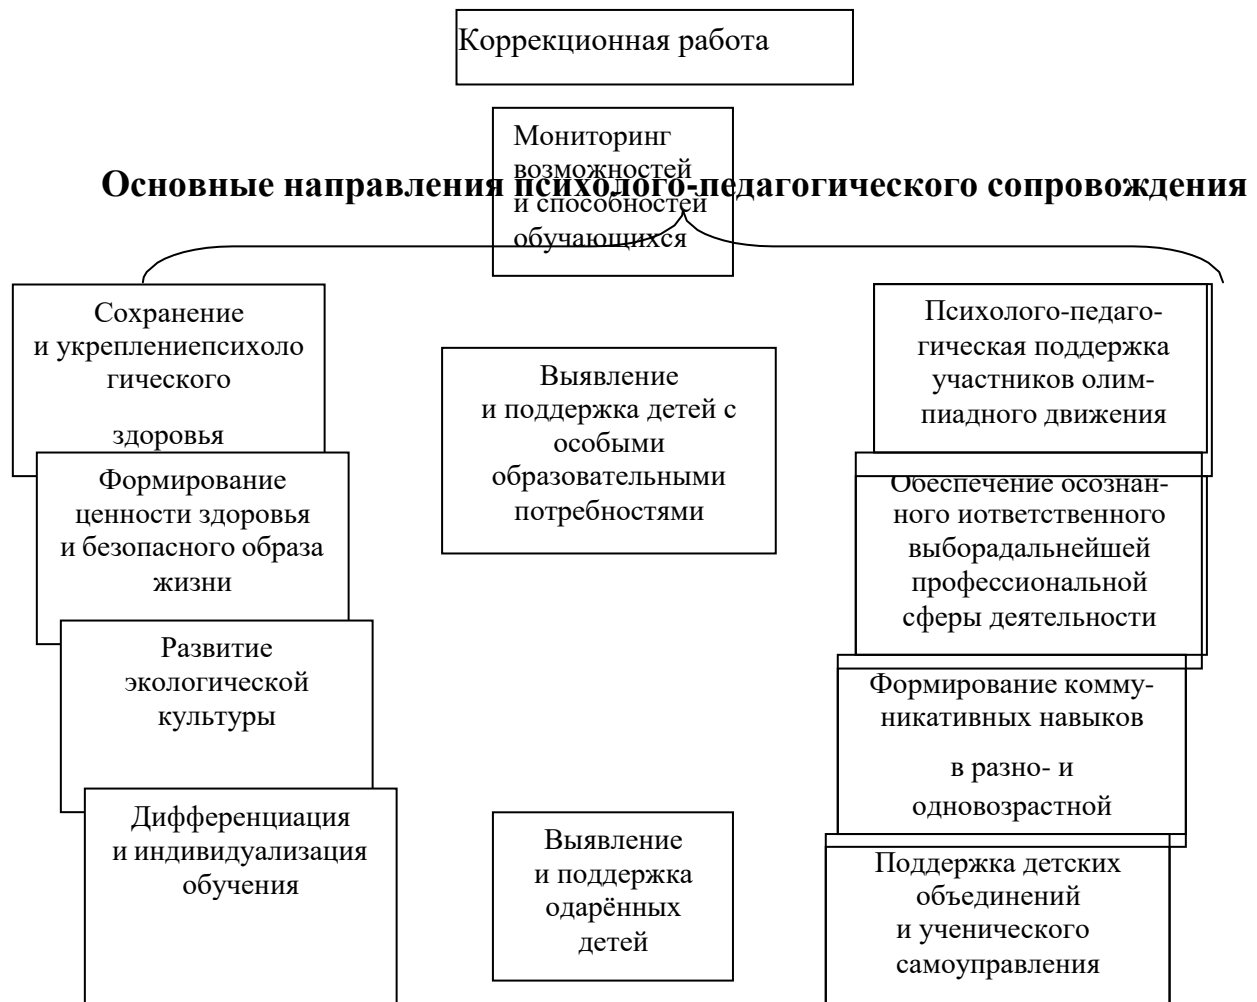 Коррекционная работа
Мониторинг
возможностей
и способностей
обучающихся
Основные направления психолого-педагогического сопровождения
Сохранение
и укреплениепсихоло
гического
здоровья
Формирование
ценности здоровья
и безопасного образа
жизни
Развитие
экологической
культуры
Дифференциация
и индивидуализация
обучения
Выявление
и поддержка детей с
особыми
образовательными
потребностями
Выявление
и поддержка
одарённых
детей
Психолого-педаго-
гическая поддержка
участников олим-
пиадного движения
Обеспечение осознан-
ного иответственного
выборадальнейшей
профессиональной
сферы деятельности
Формирование комму-
никативных навыков
в разно- и
одновозрастной
Поддержка детских
объединений
и ученического
самоуправления